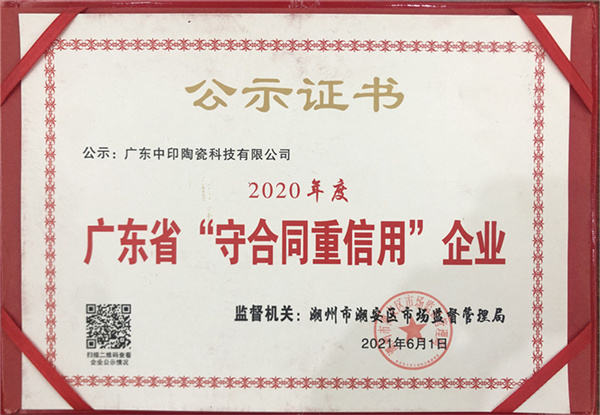 公示证书
公示：广东中印陶瓷科技有限公司
2020年度
广东省“守合同重信用”企业
监督机关：潮州市潮安区市场监督管理局
2021年6月1日
扫描二维码查看
企业公示情况